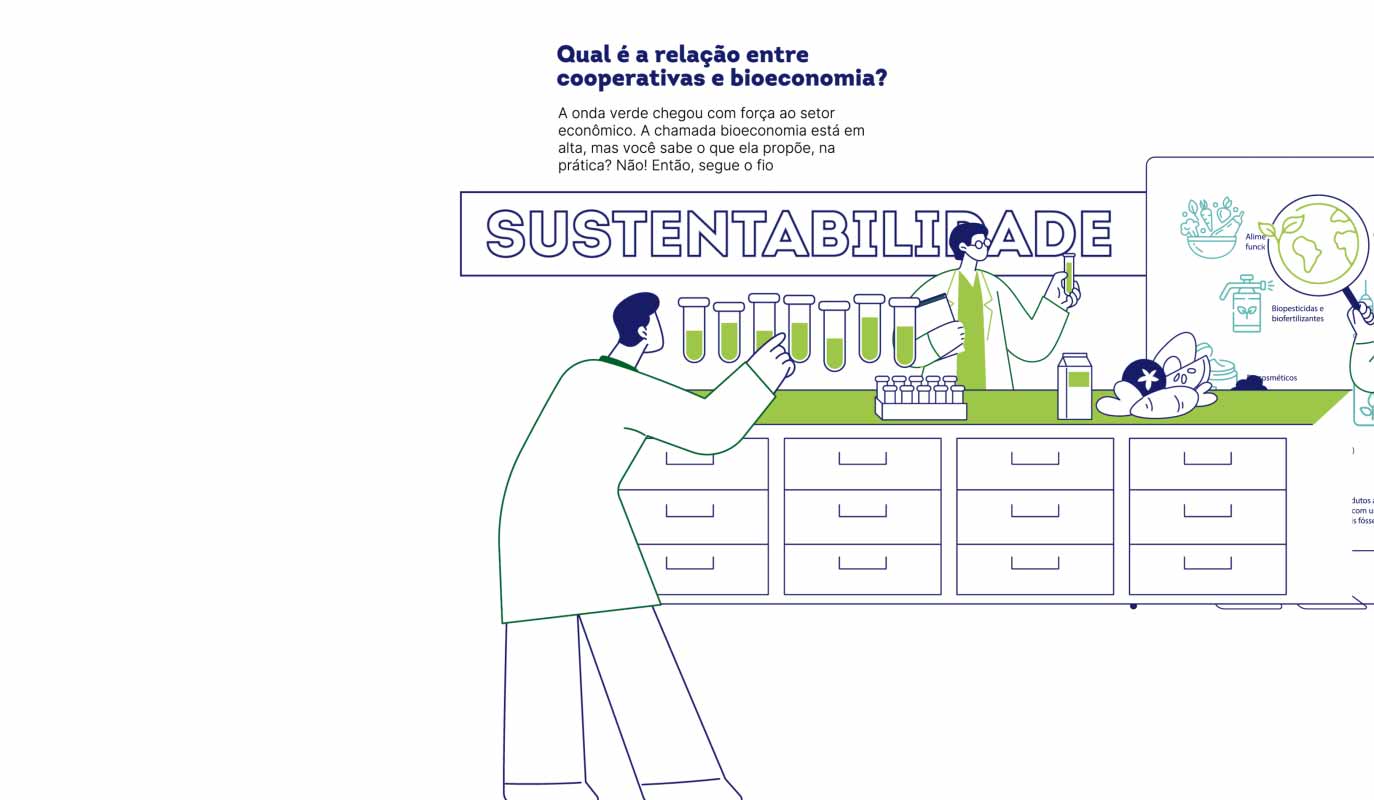 Qual é a relação entre
cooperativas e bioeconomia?
A onda verde chegou com força ao setor
econômico. A chamada bioeconomia está em
alta, mas você sabe o que ela propõe, na
prática? Não! Então, segue o fio
SUSTENTABILIDADE
Biopesticidas e
biofertilizantes